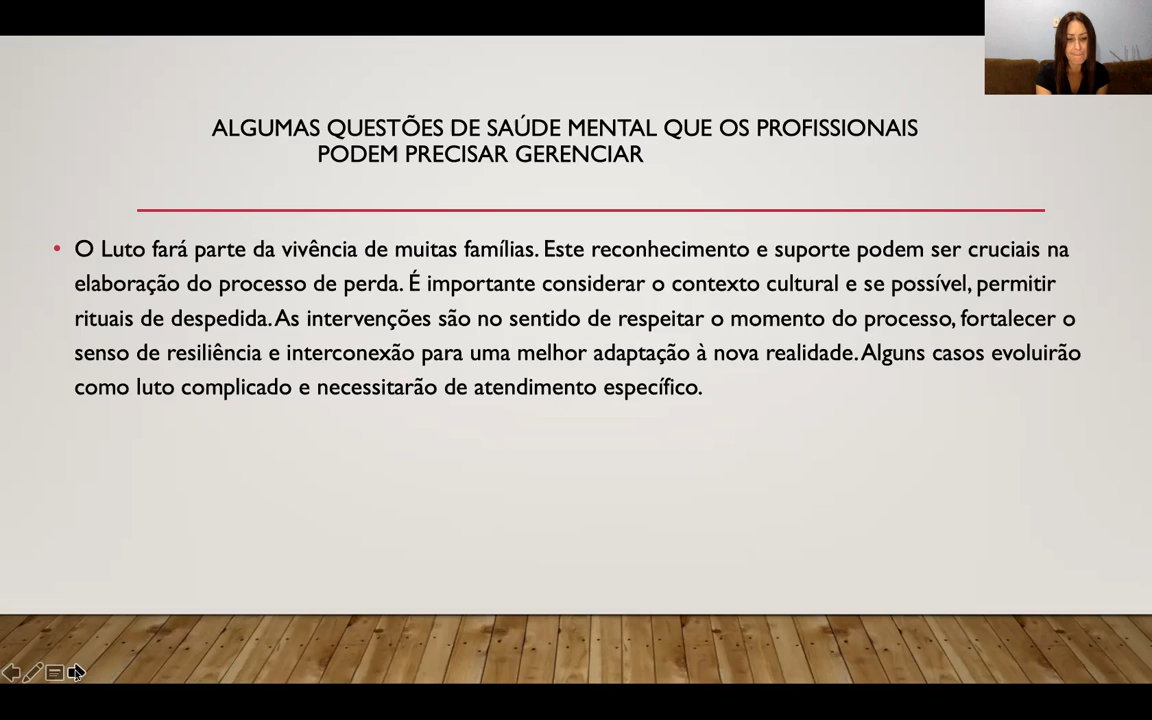 ALGUMAS QUESTÕES DE SAÚDE MENTAL QUE OS PROFISSIONAIS
PODEM PRECISAR GERENCIAR
• O Luto fará parte da vivência de muitas famílias. Este reconhecimento e suporte podem ser cruciais na
elaboração do processo de perda. É importante considerar o contexto cultural e se possível, permitir
rituais de despedida. As intervenções são no sentido de respeitar o momento do processo, fortalecer o
senso de resiliência e interconexão para uma melhor adaptação à nova realidade. Alguns casos evoluirão
como luto complicado e necessitarão de atendimento específico.